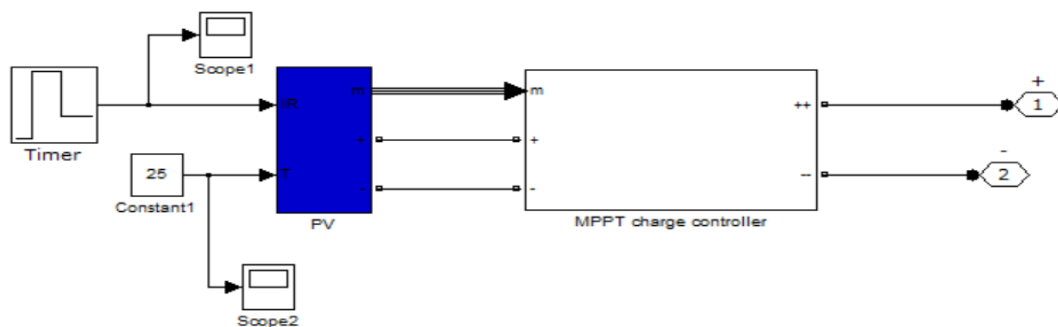 Scope1
Timer
IR
m
m
++
+
1
+
+
25
Constant1
T
-
-
--
-
2
PV
MPPT charge controller
Scope2